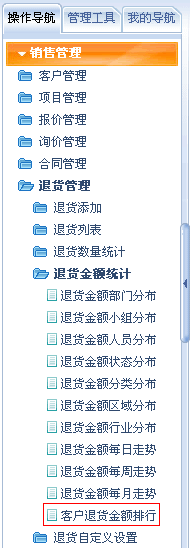 操作导航 管理工具 我的导航
销售管理
客户管理
项目管理
报价管理
询价管理
合同管理
退货管理
退货添加
退货列表
退货数量统计
退货金额统计
退货金额部门分布
退货金额小组分布
退货金额人员分布
退货金额状态分布
退货金额分类分布
退货金额区域分布
退货金额行业分布
退货金额每日走势
退货金额每周走势
退货金额每月走势
客户退货金额排行
退货自定义设置